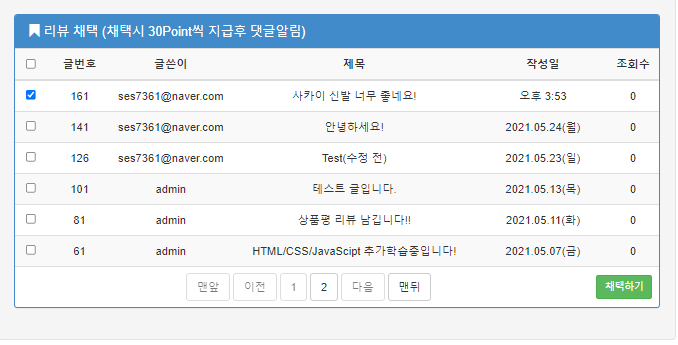 리뷰 채택 (채택시 30Point씩 지급후 댓글알림)
글번호 글쓴이 제목 작성일 조회수
161 ses7361@naver.com 사카이 신발 너무 좋네요! 오후 3:53 0
141 ses7361@naver.com 안녕하세요! 2021.05.24(월) 0
126 ses7361@naver.com Test(수정 전) 2021.05.23(일) 0
101 admin 테스트 글입니다. 2021.05.13(목) 0
81 admin 상품평 리뷰 남깁니다!! 2021.05.11(화) 0
61 admin HTML/CSS/JavaScipt 추가학습중입니다! 2021.05.07(금) 0
맨앞 이전 1 2 다음 맨뒤 채택하기